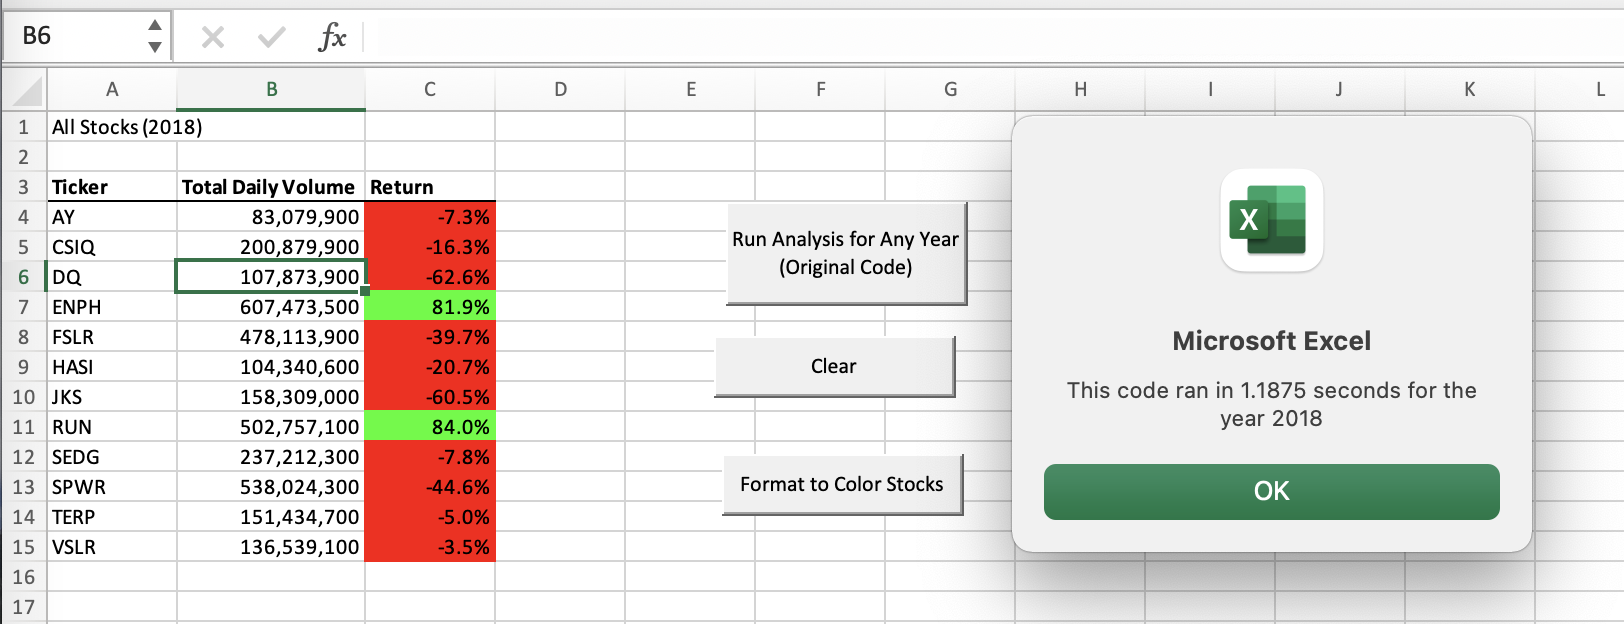 B6 fx
A B C D E F G H I J K L
1 All Stocks (2018)
2
3 Ticker Total Daily Volume Return
4 AY 83,079,900 -7.3%
5 CSIQ 200,879,900 -16.3%
6 DQ 107,873,900 -62.6%
7 ENPH 607,473,500 81.9%
8 FSLR 478,113,900 -39.7%
9 HASI 104,340,600 -20.7%
10 JKS 158,309,000 -60.5%
11 RUN 502,757,100 84.0%
12 SEDG 237,212,300 -7.8%
13 SPWR 538,024,300 -44.6%
14 TERP 151,434,700 -5.0%
15 VSLR 136,539,100 -3.5%
16
17
Run Analysis for Any Year
(Original Code)
Clear
Format to Color Stocks
X
Microsoft Excel
This code ran in 1.1875 seconds for the
year 2018
OK